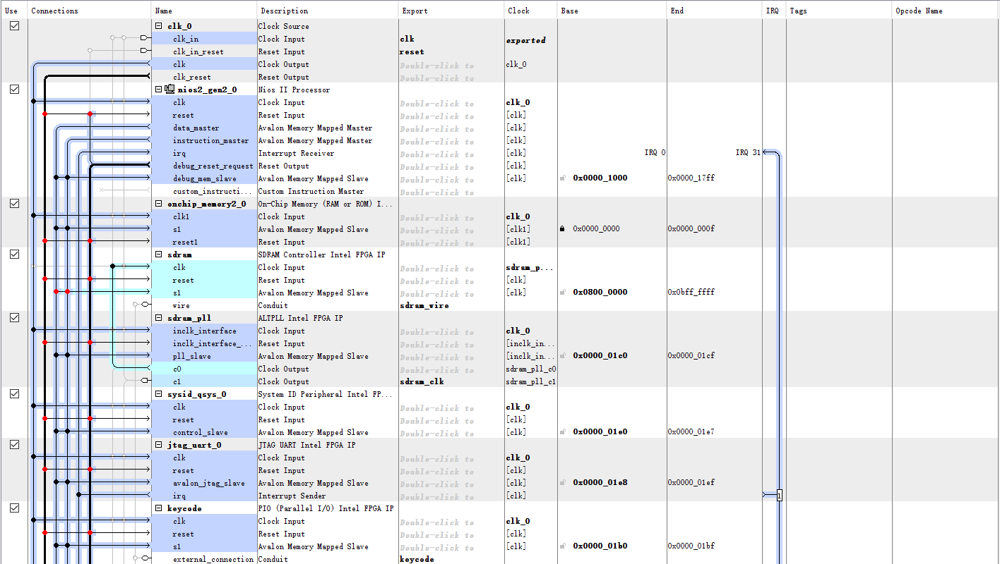 Use Connections Name Description Export Clock Base End IRQ Tags Opcode Name
clk_0 Clock Source
clk_in Clock Input clk exported
clk_in_reset Reset Input reset
clk Clock Output Double-click to clk_0
clk_reset Reset Output Double-click to
nios2_gen2_0 Nios II Processor
clk Clock Input Double-click to clk_0
reset Reset Input Double-click to [clk]
data_master Avalon Memory Mapped Master Double-click to [clk]
instruction_master Avalon Memory Mapped Master Double-click to [clk]
irq Interrupt Receiver Double-click to [clk] IRQ 0 IRQ 31
debug_reset_request Reset Output Double-click to [clk]
debug_mem_slave Avalon Memory Mapped Slave Double-click to [clk] 0x0000_1000 0x0000_17ff
custom_instructi... Custom Instruction Master Double-click to
onchip_memory2_0 On-Chip Memory (RAM or ROM) I...
clk1 Clock Input Double-click to clk_0
s1 Avalon Memory Mapped Slave Double-click to [clk1] 0x0000_0000 0x0000_000f
reset1 Reset Input Double-click to [clk1]
sdram SDRAM Controller Intel FPGA IP
clk Clock Input Double-click to sdram_p...
reset Reset Input Double-click to [clk]
s1 Avalon Memory Mapped Slave Double-click to [clk] 0x0800_0000 0x0bff_ffff
wire Conduit sdram_wire
sdram_pll ALTPLL Intel FPGA IP
inclk_interface Clock Input Double-click to clk_0
inclk_interface_... Reset Input Double-click to [inclk_in...
pll_slave Avalon Memory Mapped Slave Double-click to [inclk_in... 0x0000_01c0 0x0000_01cf
c0 Clock Output Double-click to sdram_pll_c0
c1 Clock Output sdram_clk sdram_pll_c1
sysid_qsys_0 System ID Peripheral Intel FP...
clk Clock Input Double-click to clk_0
reset Reset Input Double-click to [clk]
control_slave Avalon Memory Mapped Slave Double-click to [clk] 0x0000_01e0 0x0000_01e7
jtag_uart_0 JTAG UART Intel FPGA IP
clk Clock Input Double-click to clk_0
reset Reset Input Double-click to [clk]
avalon_jtag_slave Avalon Memory Mapped Slave Double-click to [clk] 0x0000_01e8 0x0000_01ef
irq Interrupt Sender Double-click to [clk] 1
keycode PIO (Parallel I/O) Intel FPGA IP
clk Clock Input Double-click to clk_0
reset Reset Input Double-click to [clk]
s1 Avalon Memory Mapped Slave Double-click to [clk] 0x0000_01b0 0x0000_01bf
external_connection Conduit keycode